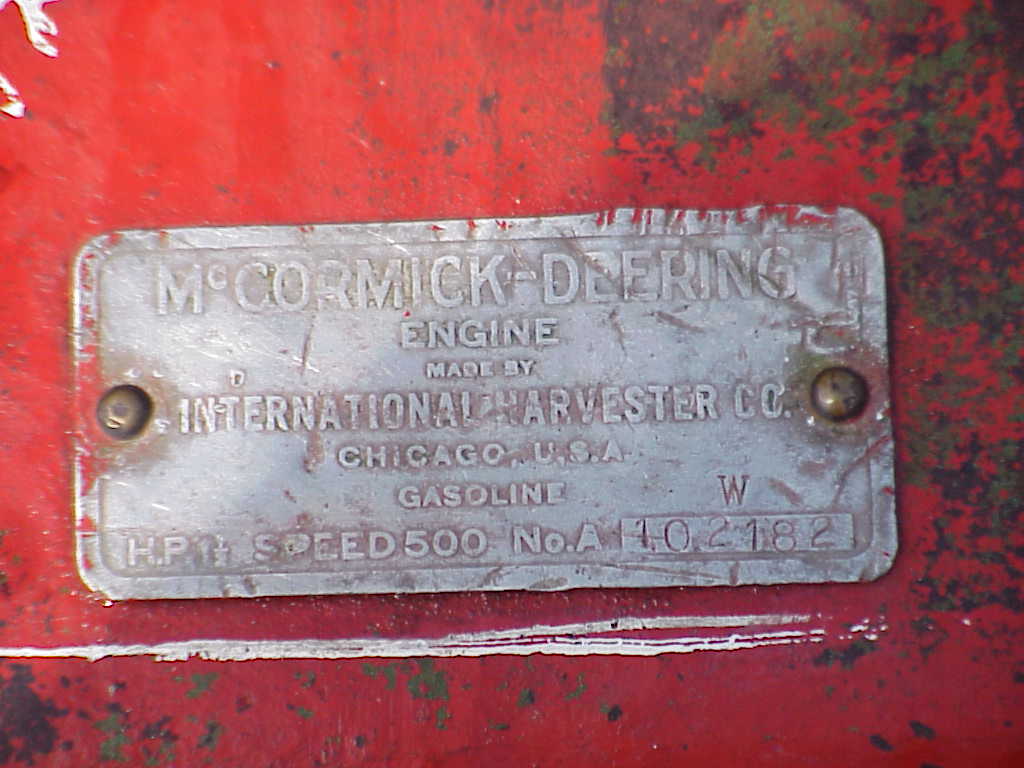 McCORMICK-DEERING
ENGINE
MADE BY
INTERNATIONAL HARVESTER CO.
CHICAGO, U.S.A.
GASOLINE W
H.P. 1½ SPEED 500 No. A 102182